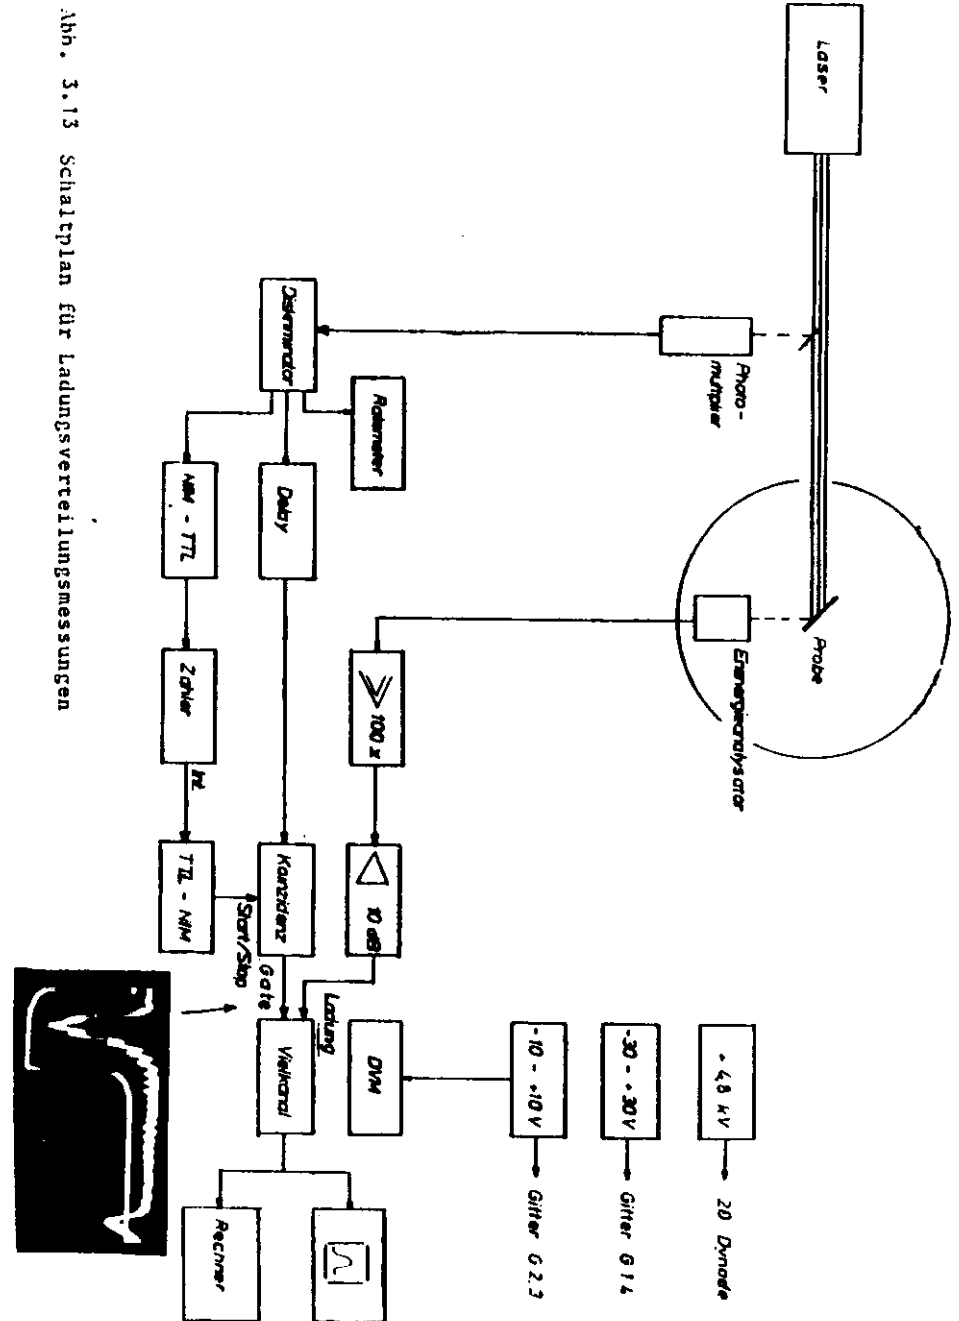 Laser
Photo-
multiplier
Probe
Energieanalysator
Diskriminator
Ratemeter
Delay
NIM - TTL
Zähler
Int
TTL - NIM
100 x
10 dB
Koinzidenz
Start/Stop
Gate
Ladung
Vielkanal
DVM
-10 - +10V
Gitter G 2.3
-30 - +30V
Gitter G 1.4
+ 4,8 kV
20 Dynode
Rechner
Abb. 3.13 Schaltplan für Ladungsverteilungsmessungen